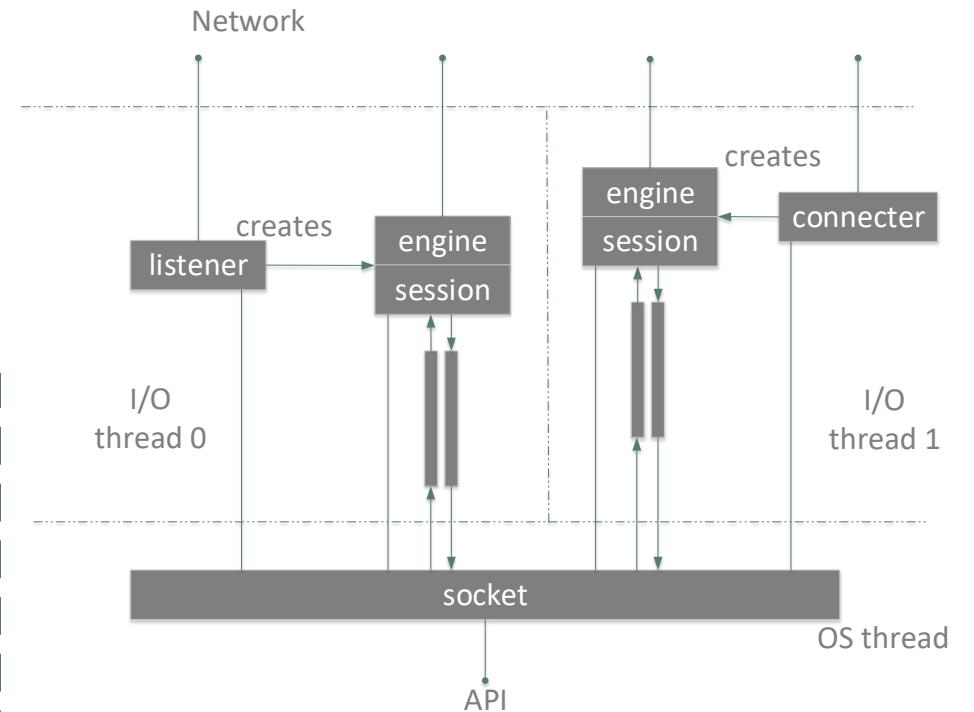 Network
creates
engine
session
connecter
creates
listener
engine
session
I/O
thread 0
I/O
thread 1
socket
OS thread
API